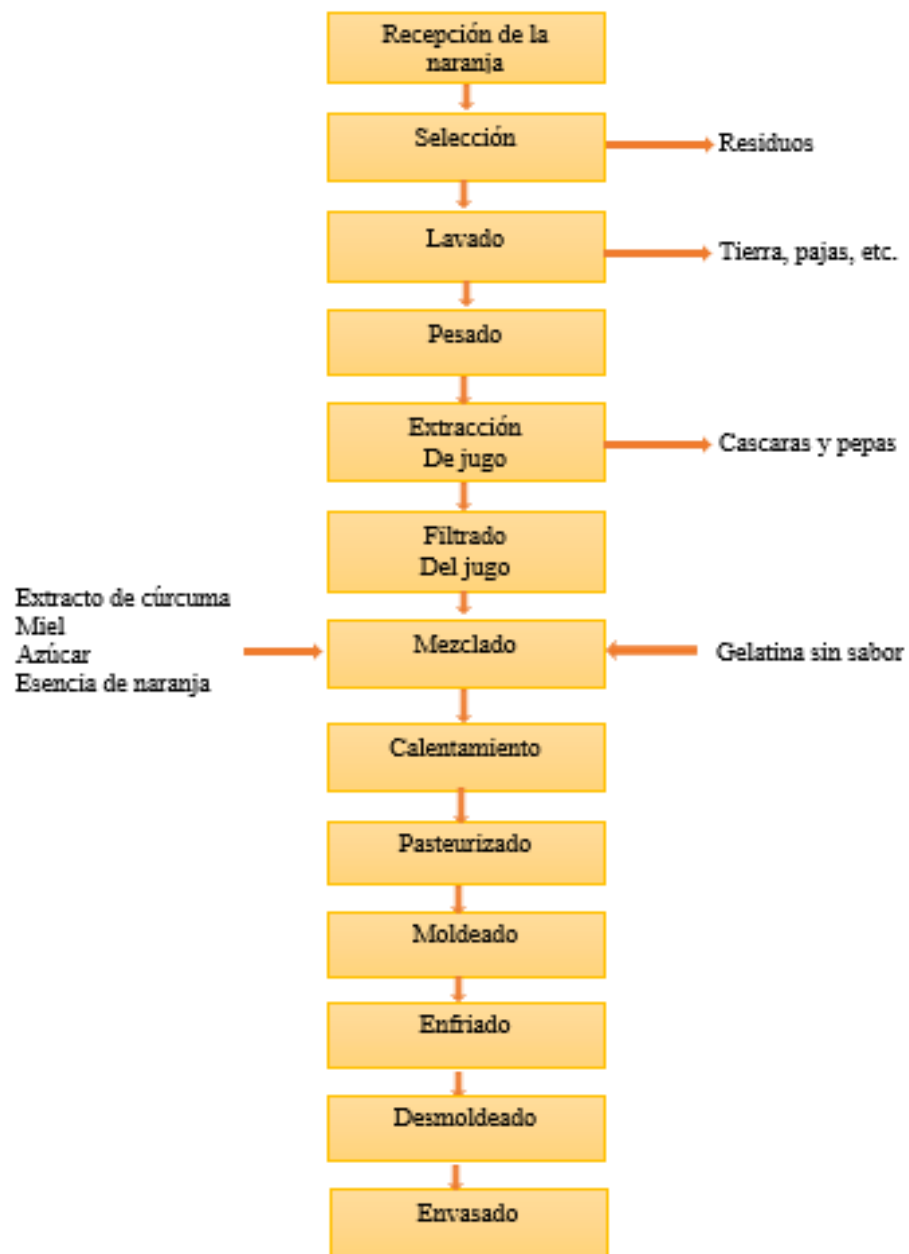 Recepción de la
naranja
Selección
Residuos
Lavado
Tierra, pajas, etc.
Pesado
Extracción
De jugo
Cascaras y pepas
Filtrado
Del jugo
Extracto de cúrcuma
Miel
Azúcar
Esencia de naranja
Mezclado
Gelatina sin sabor
Calentamiento
Pasteurizado
Moldeado
Enfriado
Desmoldeado
Envasado